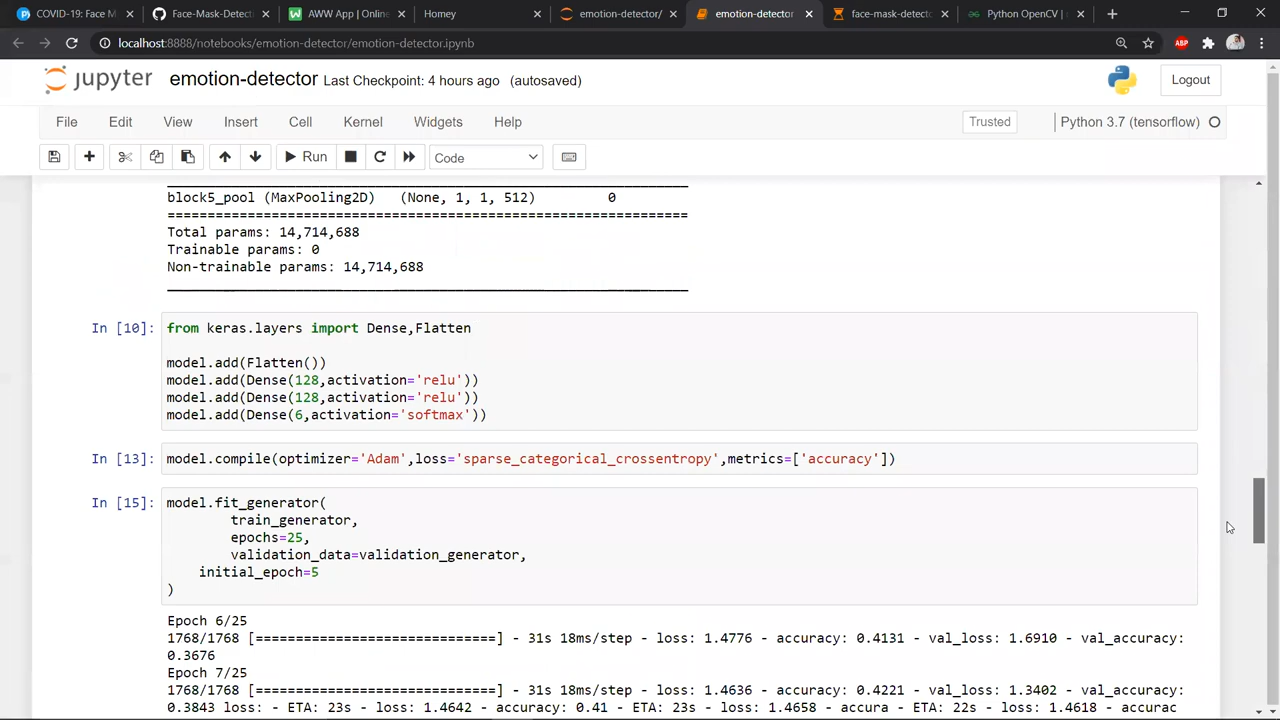 COVID-19: Face M
Face-Mask-Detecti
AWW App | Online
Homey
emotion-detector/
emotion-detector
face-mask-detecto
Python OpenCV |
localhost:8888/notebooks/emotion-detector/emotion-detector.ipynb
ABP
jupyter emotion-detector Last Checkpoint: 4 hours ago (autosaved)
Logout
File Edit View Insert Cell Kernel Widgets Help
Trusted
Python 3.7 (tensorflow)
Run
Code
block5_pool (MaxPooling2D) (None, 1, 1, 512) 0
=================================================================
Total params: 14,714,688
Trainable params: 0
Non-trainable params: 14,714,688
In [10]: from keras.layers import Dense,Flatten
model.add(Flatten())
model.add(Dense(128,activation='relu'))
model.add(Dense(128,activation='relu'))
model.add(Dense(6,activation='softmax'))
In [13]: model.compile(optimizer='Adam',loss='sparse_categorical_crossentropy',metrics=['accuracy'])
In [15]: model.fit_generator(
train_generator,
epochs=25,
validation_data=validation_generator,
initial_epoch=5
)
Epoch 6/25
1768/1768 [==============================] - 31s 18ms/step - loss: 1.4776 - accuracy: 0.4131 - val_loss: 1.6910 - val_accuracy:
0.3676
Epoch 7/25
1768/1768 [==============================] - 31s 18ms/step - loss: 1.4636 - accuracy: 0.4221 - val_loss: 1.3402 - val_accuracy:
0.3843 loss: - ETA: 23s - loss: 1.4642 - accuracy: 0.41 - ETA: 23s - loss: 1.4658 - accura - ETA: 22s - loss: 1.4618 - accurac